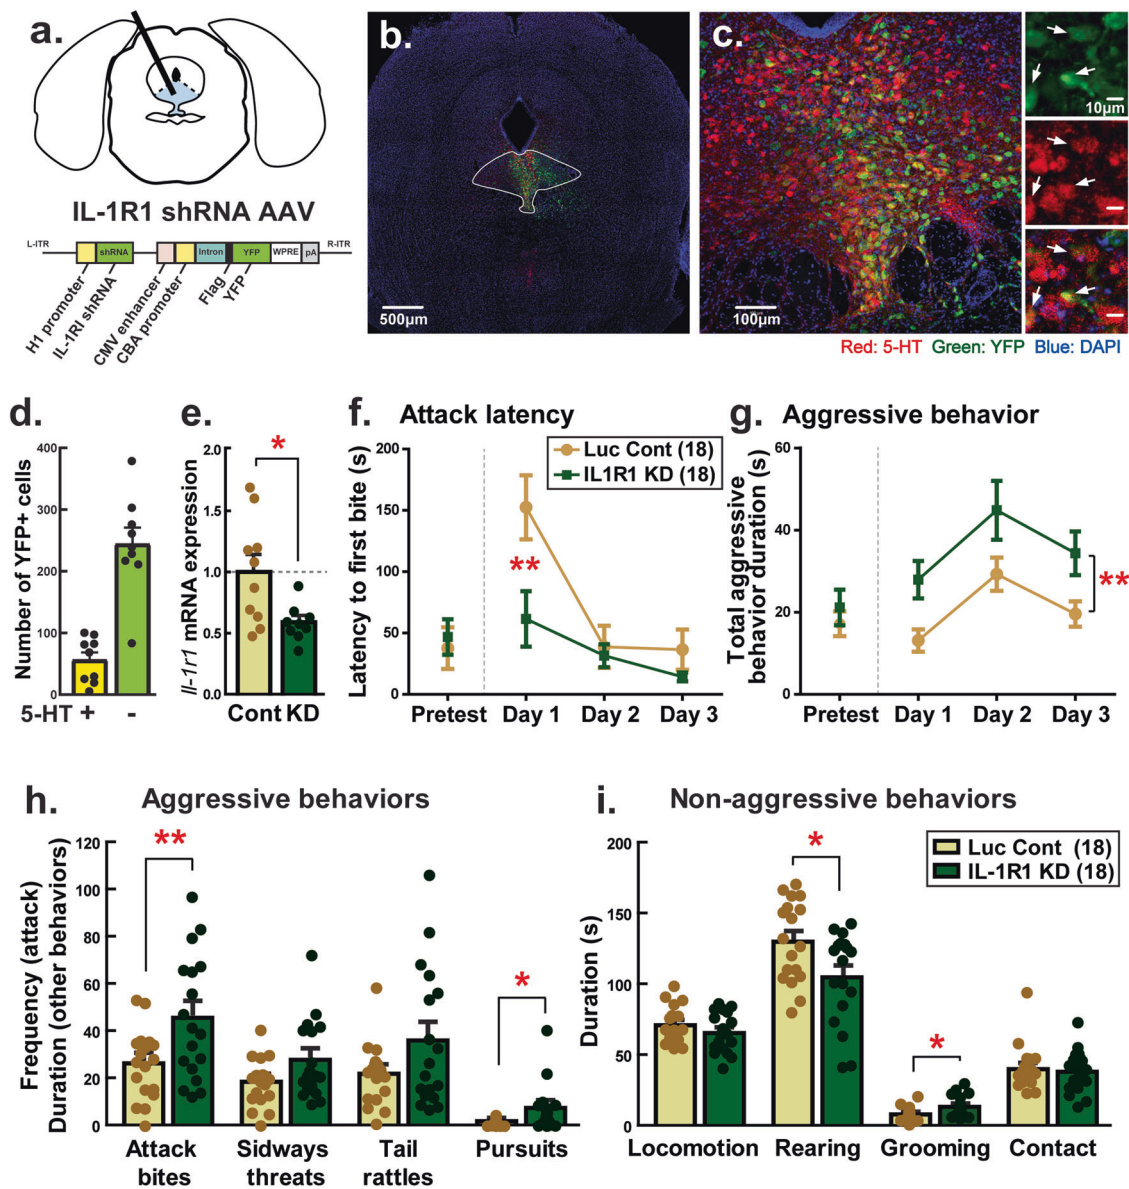 a.
IL-1R1 shRNA AAV
L-ITR
R-ITR
shRNA
Intron
YFP
WPRE
pA
H1 promoter
IL-1RI shRNA
CMV enhancer
CBA promoter
Flag
YFP
b.
500µm
c.
100µm
10µm
Red: 5-HT Green: YFP Blue: DAPI
d.
Number of YFP+ cells
400
300
200
100
0
5-HT + -
e.
Il-1r1 mRNA expression
2.0
1.5
1.0
0.5
0.0
*
Cont KD
f. Attack latency
Latency to first bite (s)
200
150
100
50
0
Luc Cont (18)
IL1R1 KD (18)
**
Pretest Day 1 Day 2 Day 3
g. Aggressive behavior
Total aggressive
behavior duration (s)
60
40
20
0
**
Pretest Day 1 Day 2 Day 3
h. Aggressive behaviors
Frequency (attack)
Duration (other behaviors)
120
100
80
60
40
20
0
**
*
Attack
bites
Sidways
threats
Tail
rattles
Pursuits
i. Non-aggressive behaviors
Duration (s)
200
150
100
50
0
Luc Cont (18)
IL-1R1 KD (18)
*
*
Locomotion Rearing Grooming Contact